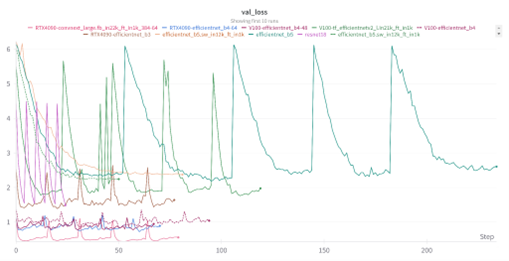 val_loss
Showing first 10 runs
RTX4090-convnext_large.fb_in22k_ft_in1k_384-64 RTX4090-efficientnet_b4-64 V100-efficientnet_b4-48 V100-tf_efficientnetv2_l.in21k_ft_in1k V100-efficientnet_b4
RTX4090-efficientnet_b3 efficientnet_b5.sw_in12k_ft_in1k efficientnet_b5 resnet18 efficientnet_b5.sw_in12k_ft_in1k
6
5
4
3
2
1
Step
0 50 100 150 200